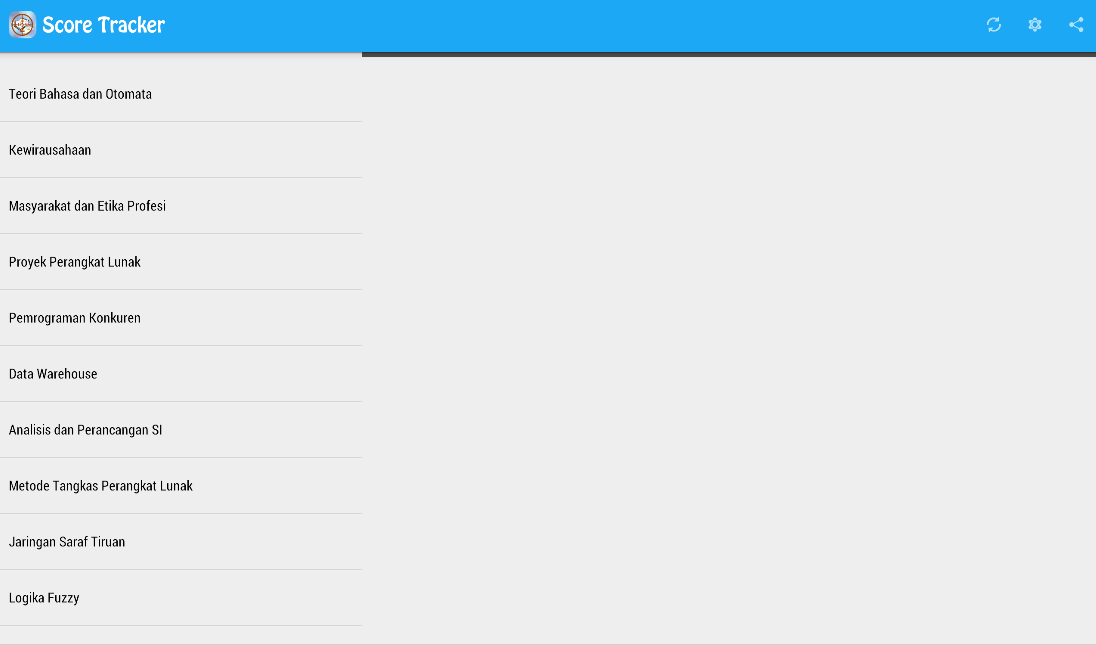 Score Tracker
Teori Bahasa dan Otomata
Kewirausahaan
Masyarakat dan Etika Profesi
Proyek Perangkat Lunak
Pemrograman Konkuren
Data Warehouse
Analisis dan Perancangan SI
Metode Tangkas Perangkat Lunak
Jaringan Saraf Tiruan
Logika Fuzzy